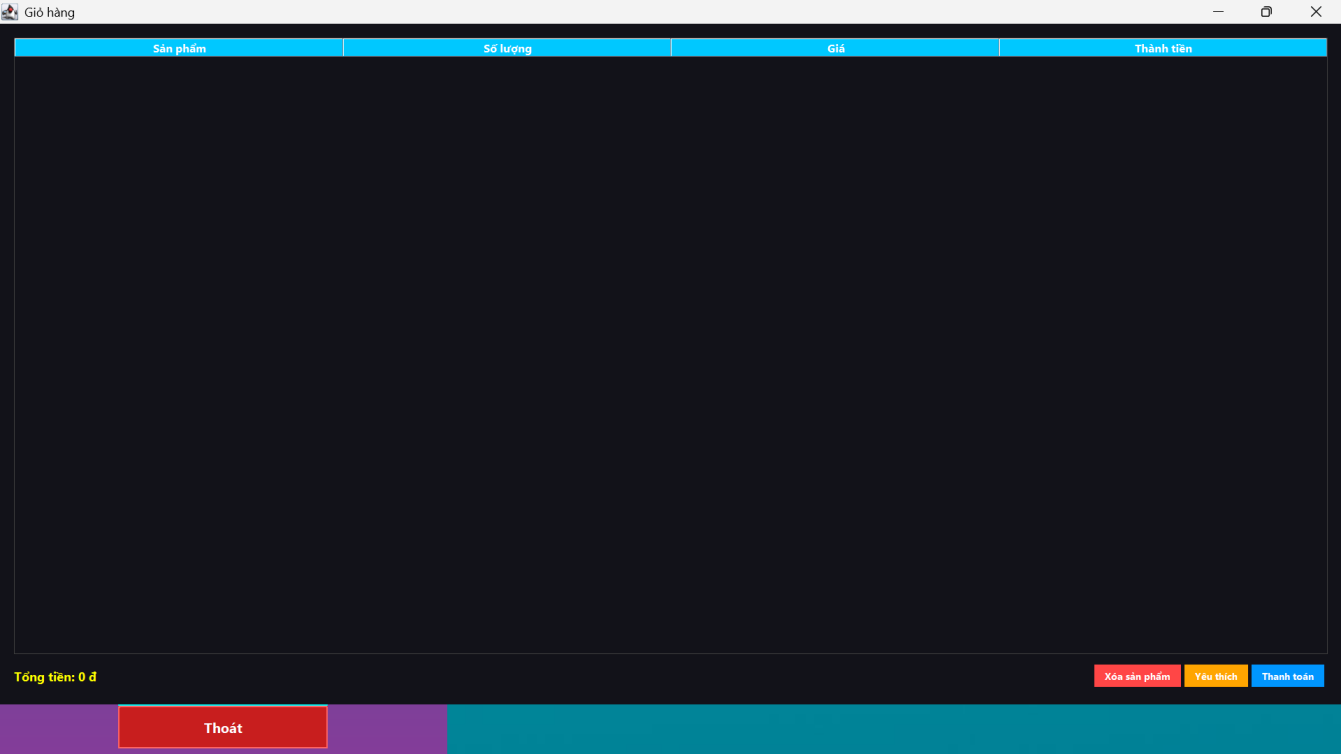 Giỏ hàng
Sản phẩm Số lượng Giá Thành tiền
Tổng tiền: 0 đ
Xóa sản phẩm Yêu thích Thanh toán
Thoát